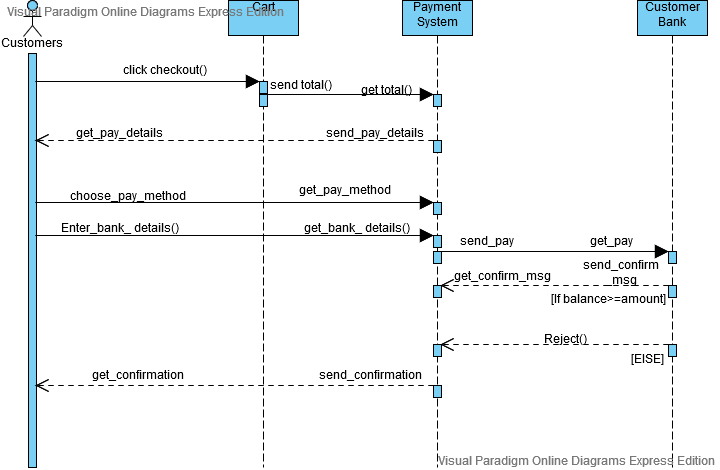 Visual Paradigm Online Diagrams Express Edition
Cart
Payment
System
Customer
Bank
Customers
click checkout()
send total()
get total()
get_pay_details
send_pay_details
choose_pay_method
get_pay_method
Enter_bank_ details()
get_bank_ details()
send_pay
get_pay
get_confirm_msg
send_confirm
msg
[If balance>=amount]
Reject()
[ElSE]
get_confirmation
send_confirmation
Visual Paradigm Online Diagrams Express Edition